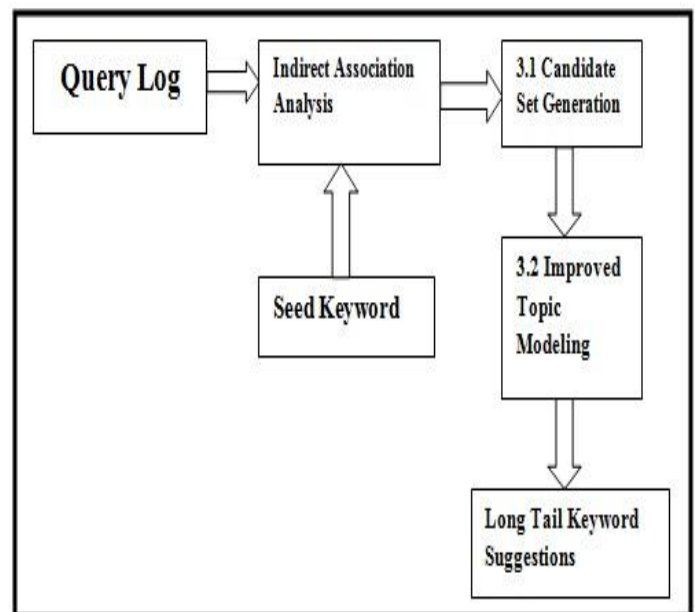 Query Log
Indirect Association
Analysis
3.1 Candidate
Set Generation
Seed Keyword
3.2 Improved
Topic
Modeling
Long Tail Keyword
Suggestions